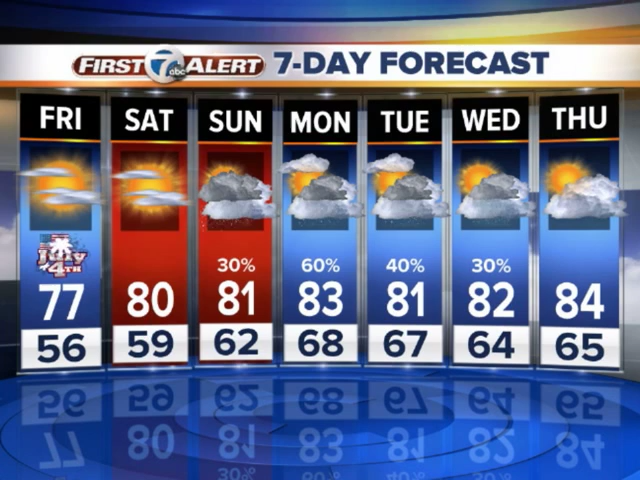 FIRST 7 abc ALERT 7-DAY FORECAST
FRI SAT SUN MON TUE WED THU
July 4TH
30% 60% 40% 30%
77 80 81 83 81 82 84
56 59 62 68 67 64 65